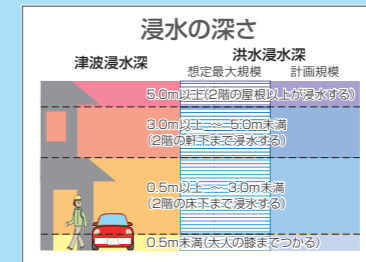 浸水の深さ
津波浸水深
洪水浸水深
想定最大規模
計画規模
5.0m以上(2階の屋根以上が浸水する)
3.0m以上 ～ 5.0m未満
(2階の軒下まで浸水する)
0.5m以上 ～ 3.0m未満
(2階の床下まで浸水する)
0.5m未満(大人の膝までつかる)